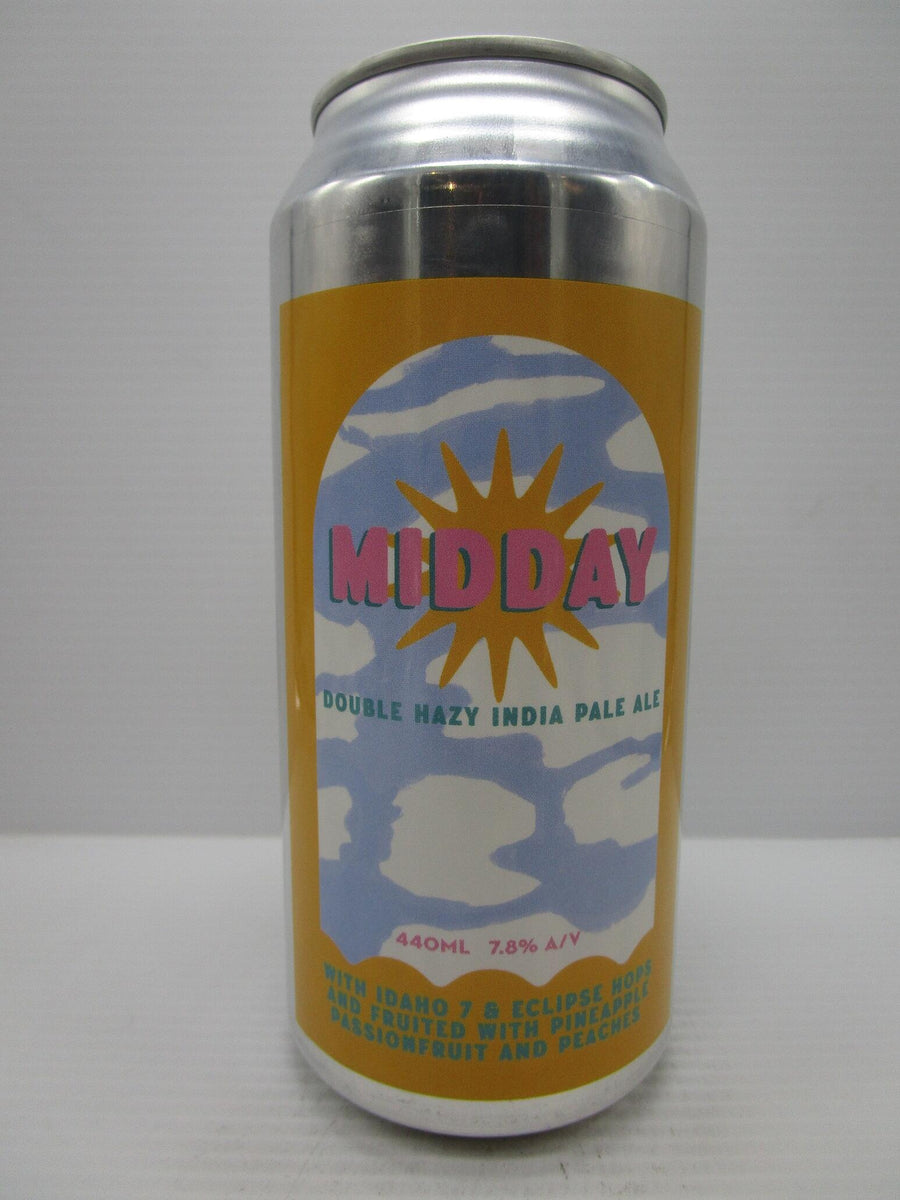 MIDDAY
DOUBLE HAZY INDIA PALE ALE
440ML 7.8% A/V
WITH IDAHO 7 & ECLIPSE HOPS
AND FRUITED WITH PINEAPPLE
PASSIONFRUIT AND PEACHES